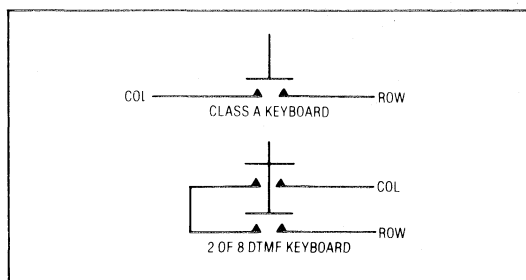 COL ROW
CLASS A KEYBOARD
COL
ROW
2 OF 8 DTMF KEYBOARD